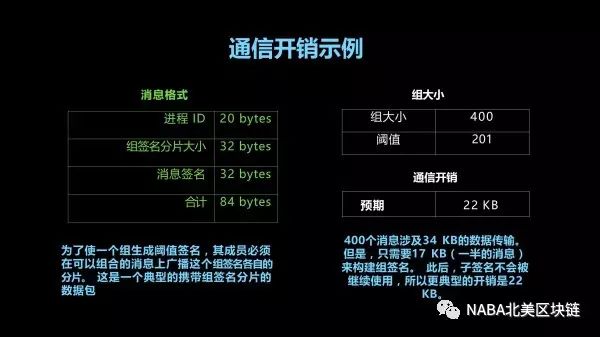 通信开销示例
消息格式
进程 ID 20 bytes
组签名分片大小 32 bytes
消息签名 32 bytes
合计 84 bytes
为了使一个组生成阈值签名，其成员必须
在可以组合的消息上广播这个组签名各自的
分片。 这是一个典型的携带组签名分片的
数据包
组大小
组大小 400
阈值 201
通信开销
预期 22 KB
400个消息涉及34 KB的数据传输。
但是，只需要17 KB（一半的消息）
来构建组签名。 此后，子签名不会被
继续使用，所以更典型的开销是22
KB。
NABA北美区块链